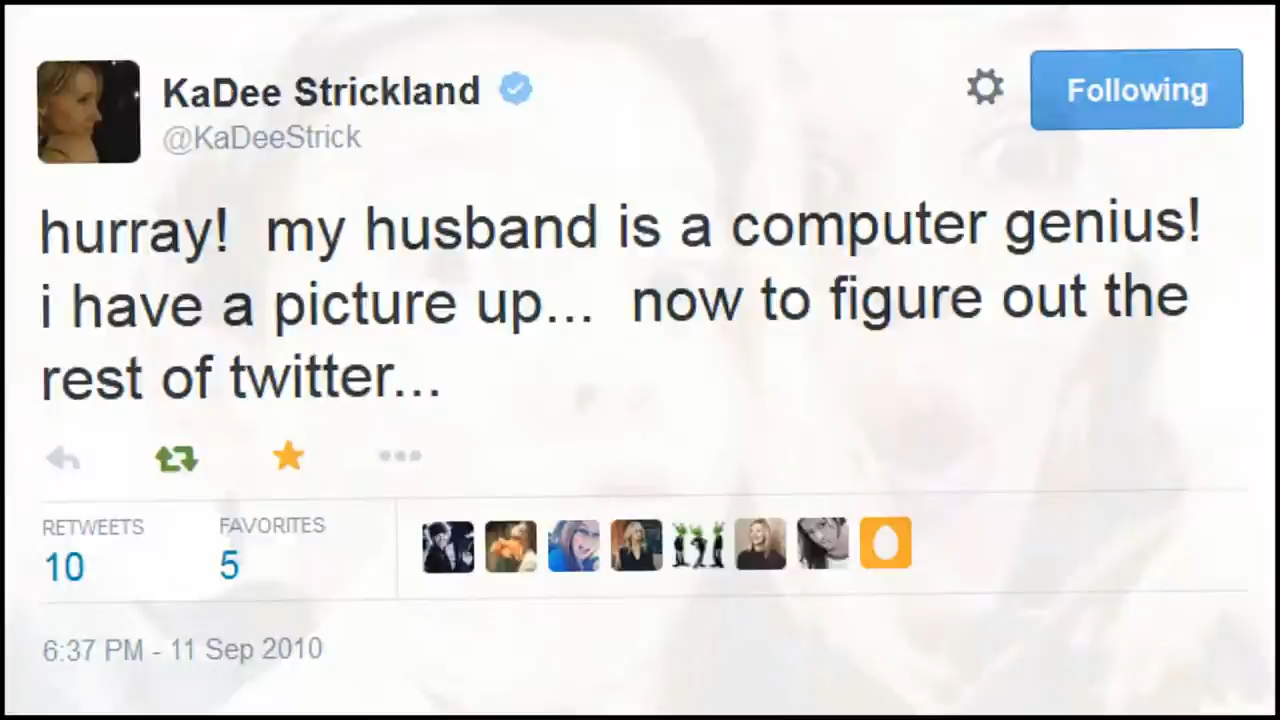 KaDee Strickland
@KaDeeStrick
Following
hurray!  my husband is a computer genius!
i have a picture up...  now to figure out the
rest of twitter...
RETWEETS FAVORITES
10 5
6:37 PM - 11 Sep 2010